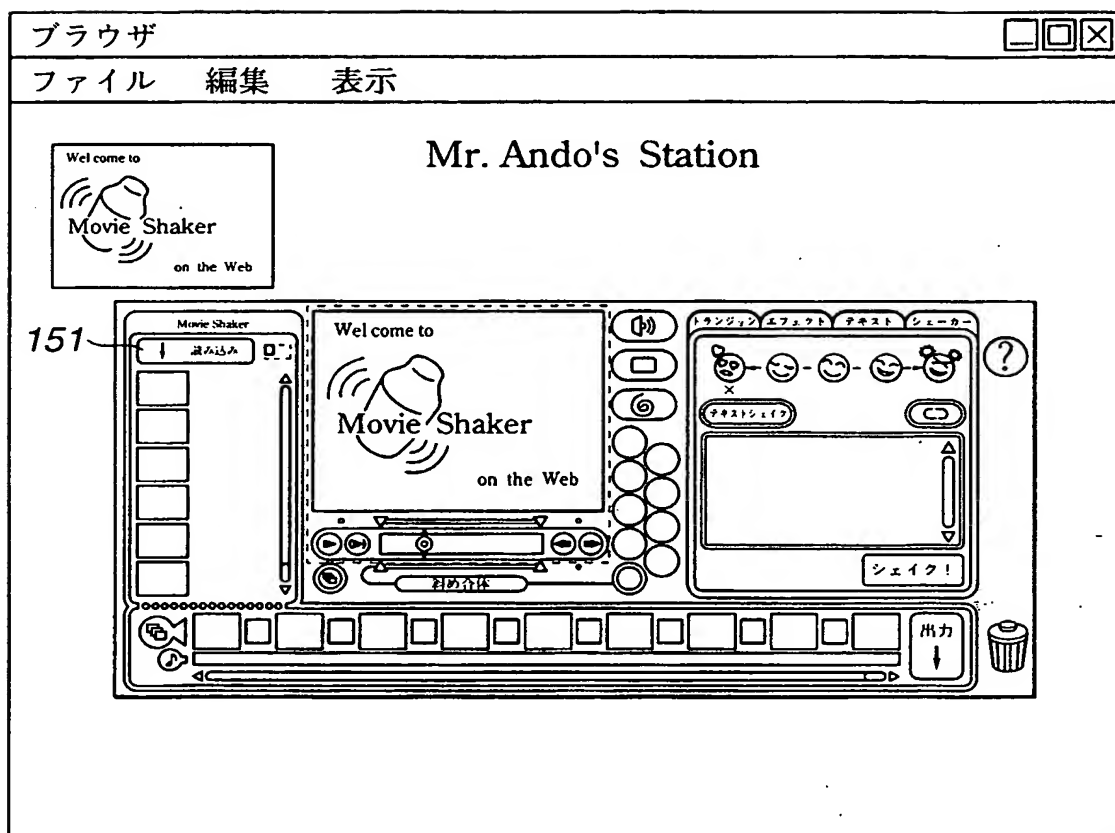 ブラウザ
ファイル 編集 表示
Mr. Ando's Station
Wel come to
Movie Shaker
on the Web
151
Movie Shaker
読み込み
Wel come to
Movie Shaker
on the Web
トランジション エフェクト テキスト シェーカー
?
×
テキストシェイク
シェイク!
出力